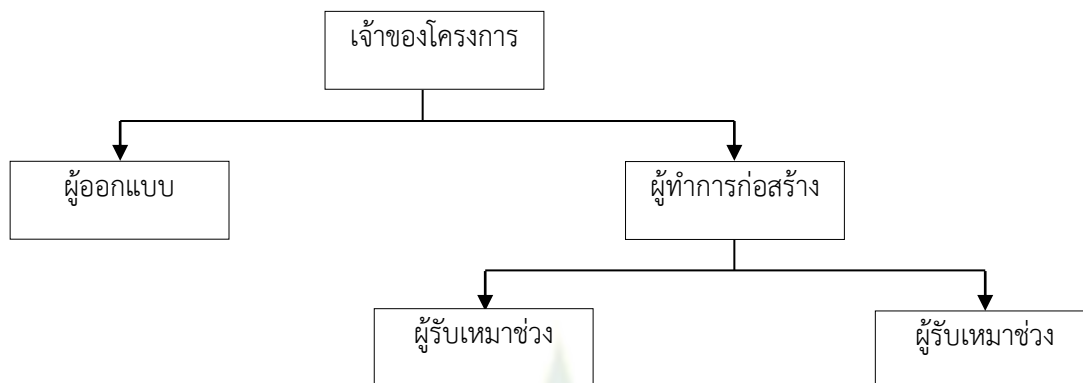 เจ้าของโครงการ
ผู้ออกแบบ
ผู้ทำการก่อสร้าง
ผู้รับเหมาช่วง
ผู้รับเหมาช่วง